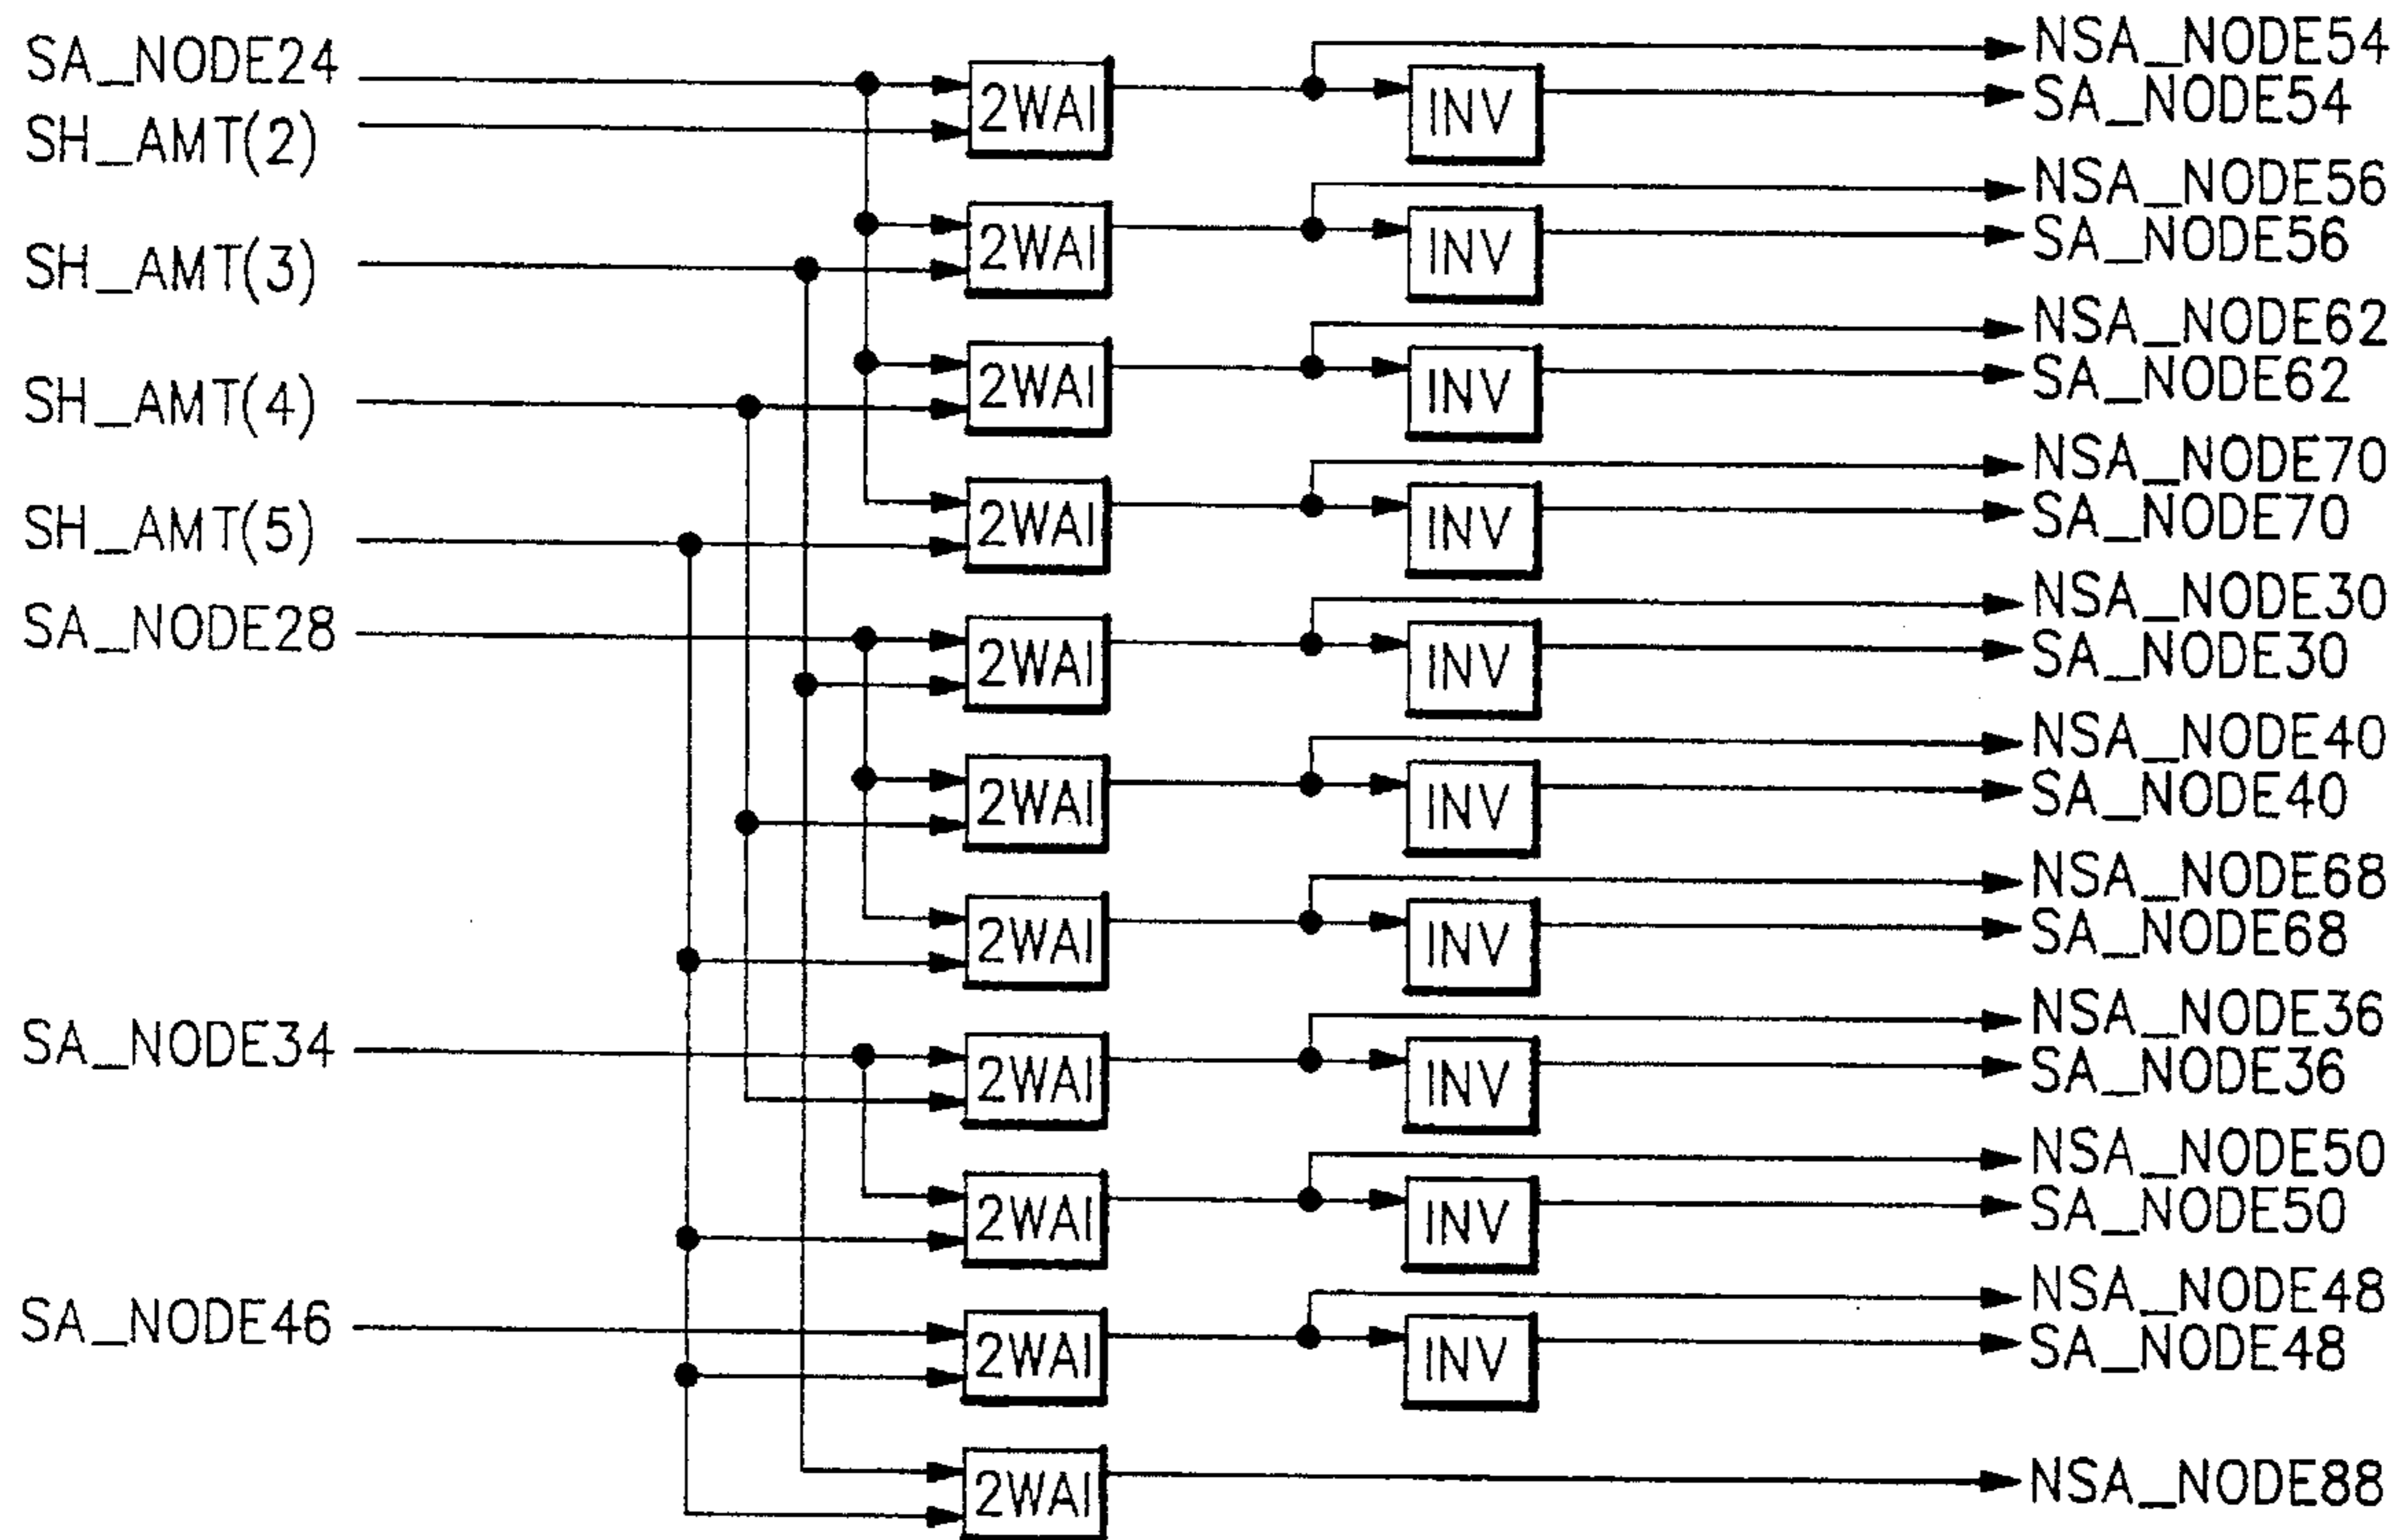 SA_NODE24
SH_AMT(2)
2WAI
INV
NSA_NODE54
SA_NODE54
SH_AMT(3)
2WAI
INV
NSA_NODE56
SA_NODE56
SH_AMT(4)
2WAI
INV
NSA_NODE62
SA_NODE62
SH_AMT(5)
2WAI
INV
NSA_NODE70
SA_NODE70
SA_NODE28
2WAI
INV
NSA_NODE30
SA_NODE30
2WAI
INV
NSA_NODE40
SA_NODE40
2WAI
INV
NSA_NODE68
SA_NODE68
SA_NODE34
2WAI
INV
NSA_NODE36
SA_NODE36
2WAI
INV
NSA_NODE50
SA_NODE50
SA_NODE46
2WAI
INV
NSA_NODE48
SA_NODE48
2WAI
NSA_NODE88